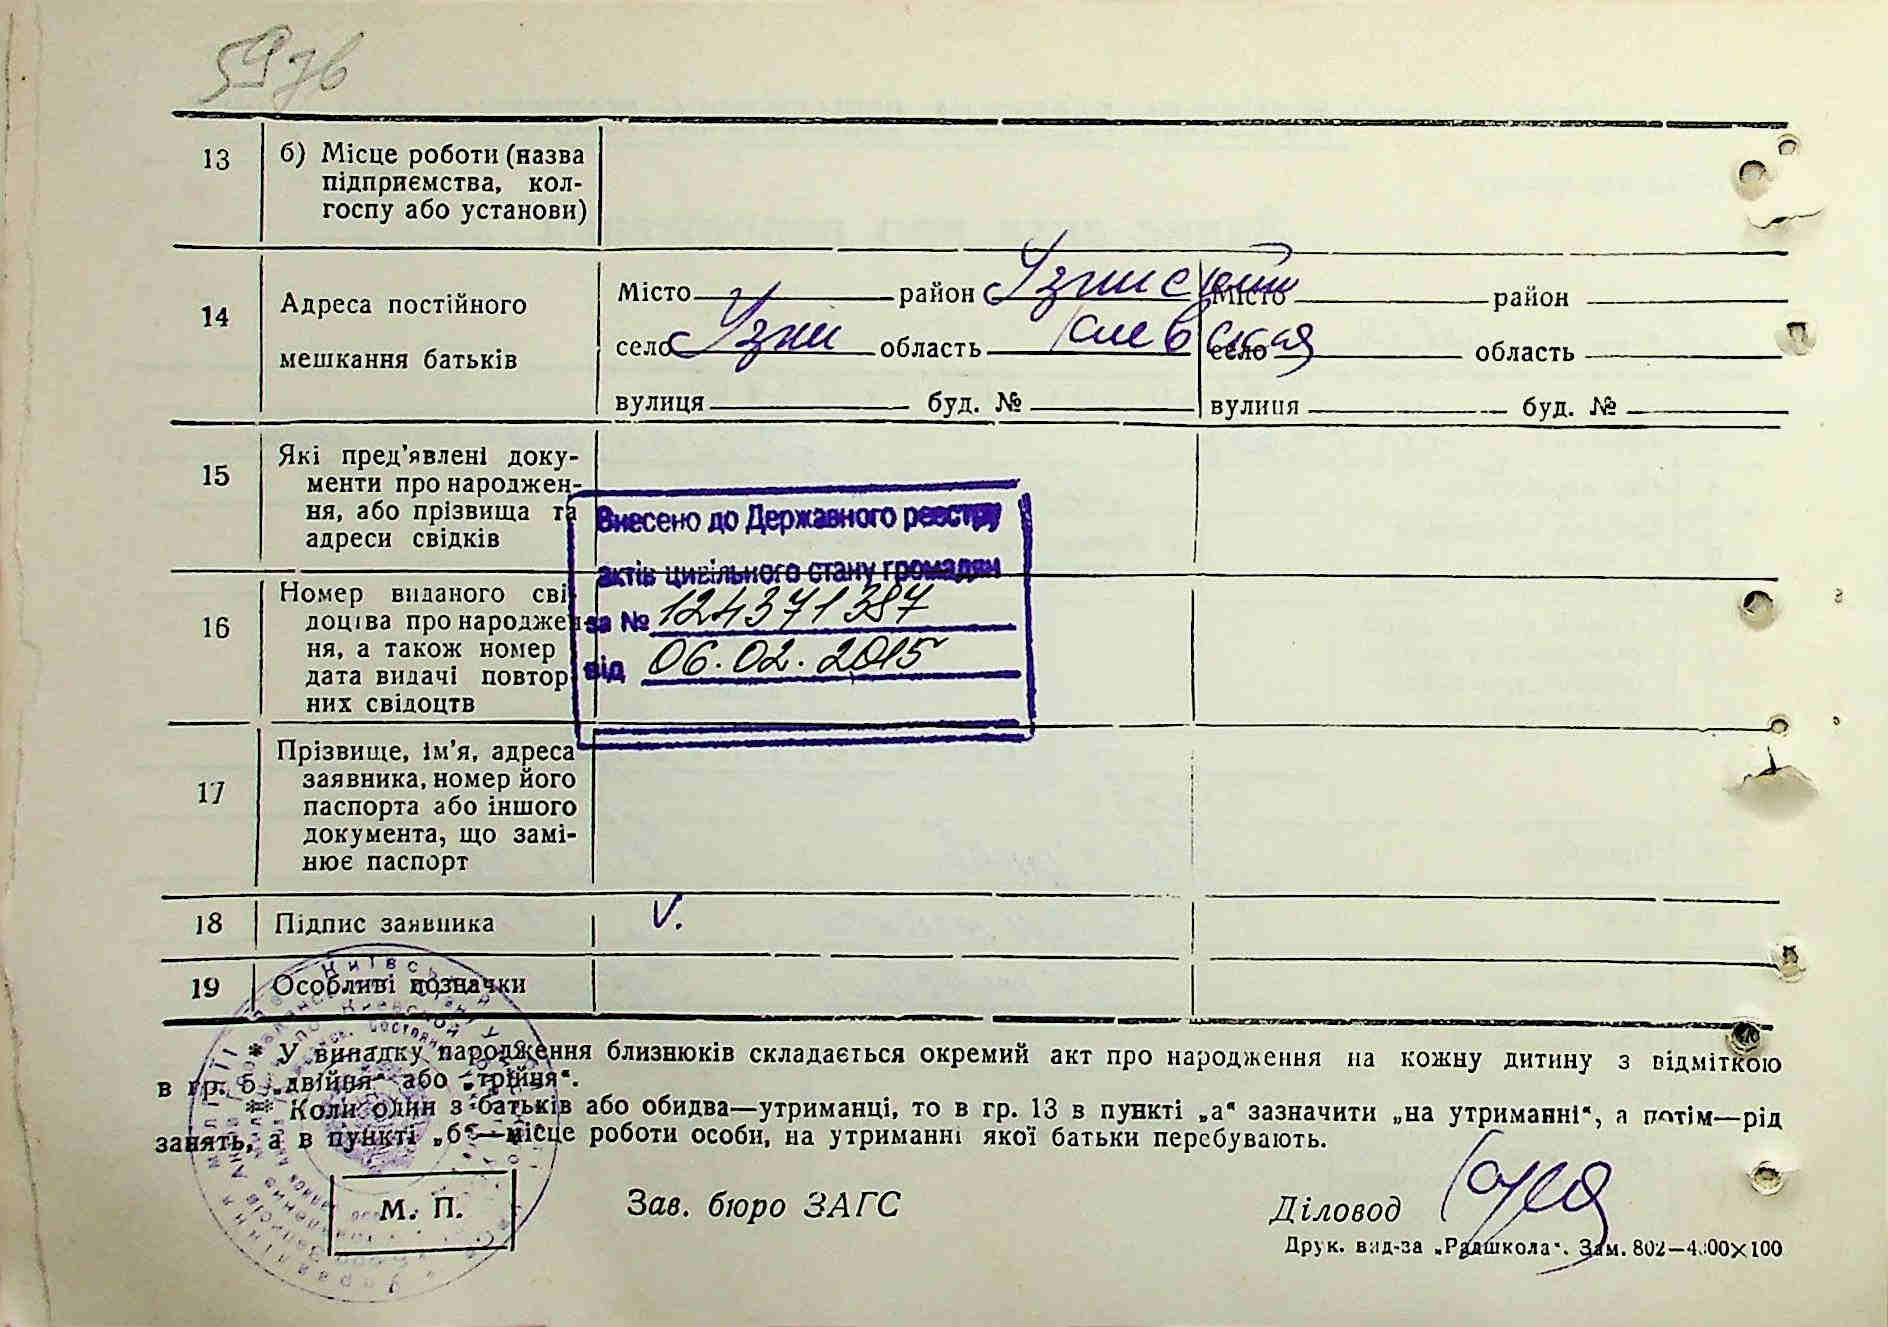 13
б) Місце роботи (назва
підприємства, кол-
госпу або установи)
14
Адреса постійного
мешкання батьків
Місто район Узинский
село Узин область Киевская
вулиця буд. №
Місто район
село область
вулиця буд. №
15
Які пред'явлені доку-
менти про народжен-
ня, або прізвища та
адреси свідків
Внесено до Державного реєстру
актів цивільного стану громадян
за № 124371387
від 06.02.2015
16
Номер виданого сві-
доцтва про народжен-
ня, а також номер
дата видачі повтор-
них свідоцтв
17
Прізвище, ім'я, адреса
заявника, номер його
паспорта або іншого
документа, що замі-
нює паспорт
18
Підпис заявника
V.
19
Особливі позначки
* У випадку народження близнюків складається окремий акт про народження на кожну дитину з відміткою
в гр. 5 „двійня“ або „трійня“.
** Коли один з батьків або обидва—утриманці, то в гр. 13 в пункті „а“ зазначити „на утриманні“, а потім—рід
занять, а в пункті „б“—місце роботи особи, на утриманні якої батьки перебувають.
М. П.
Зав. бюро ЗАГС
Діловод
Друк. вид-ва „Радшкола“. Зам. 802—4.:00×100